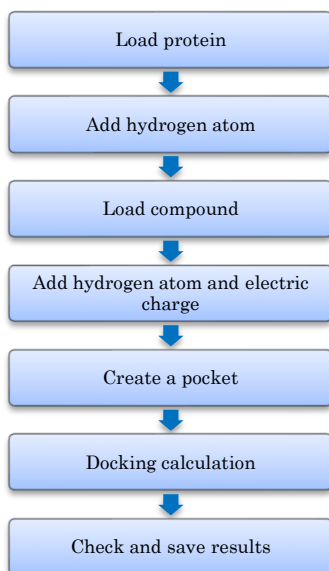 Load protein
Add hydrogen atom
Load compound
Add hydrogen atom and electric
charge
Create a pocket
Docking calculation
Check and save results